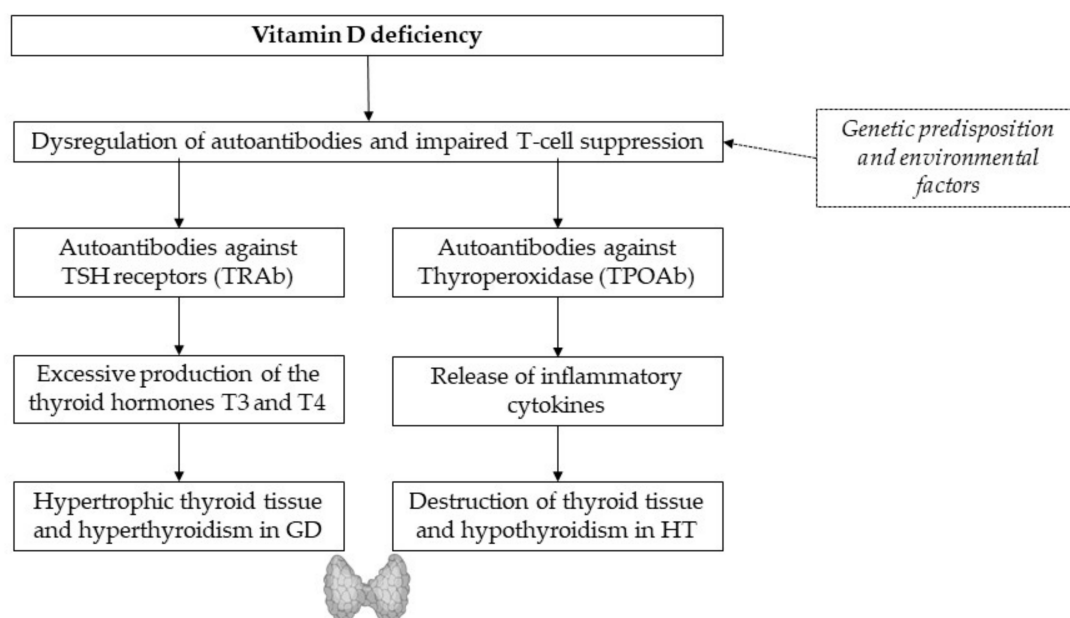 Vitamin D deficiency
Dysregulation of autoantibodies and impaired T-cell suppression
Genetic predisposition
and environmental
factors
Autoantibodies against
TSH receptors (TRAb)
Autoantibodies against
Thyroperoxidase (TPOAb)
Excessive production of the
thyroid hormones T3 and T4
Release of inflammatory
cytokines
Hypertrophic thyroid tissue
and hyperthyroidism in GD
Destruction of thyroid tissue
and hypothyroidism in HT